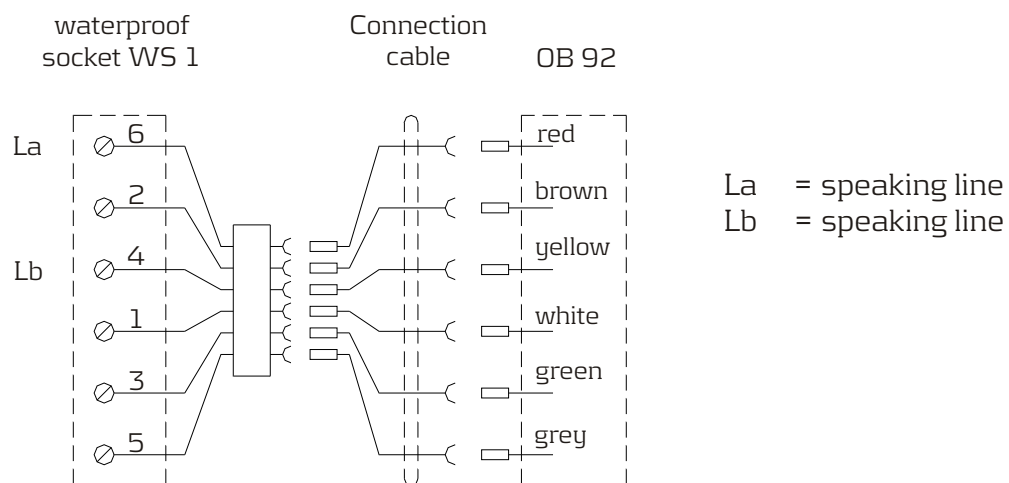 waterproof
socket WS 1
Connection
cable
OB 92
La
6
red
2
brown
Lb
4
yellow
1
white
3
green
5
grey
La = speaking line
Lb = speaking line